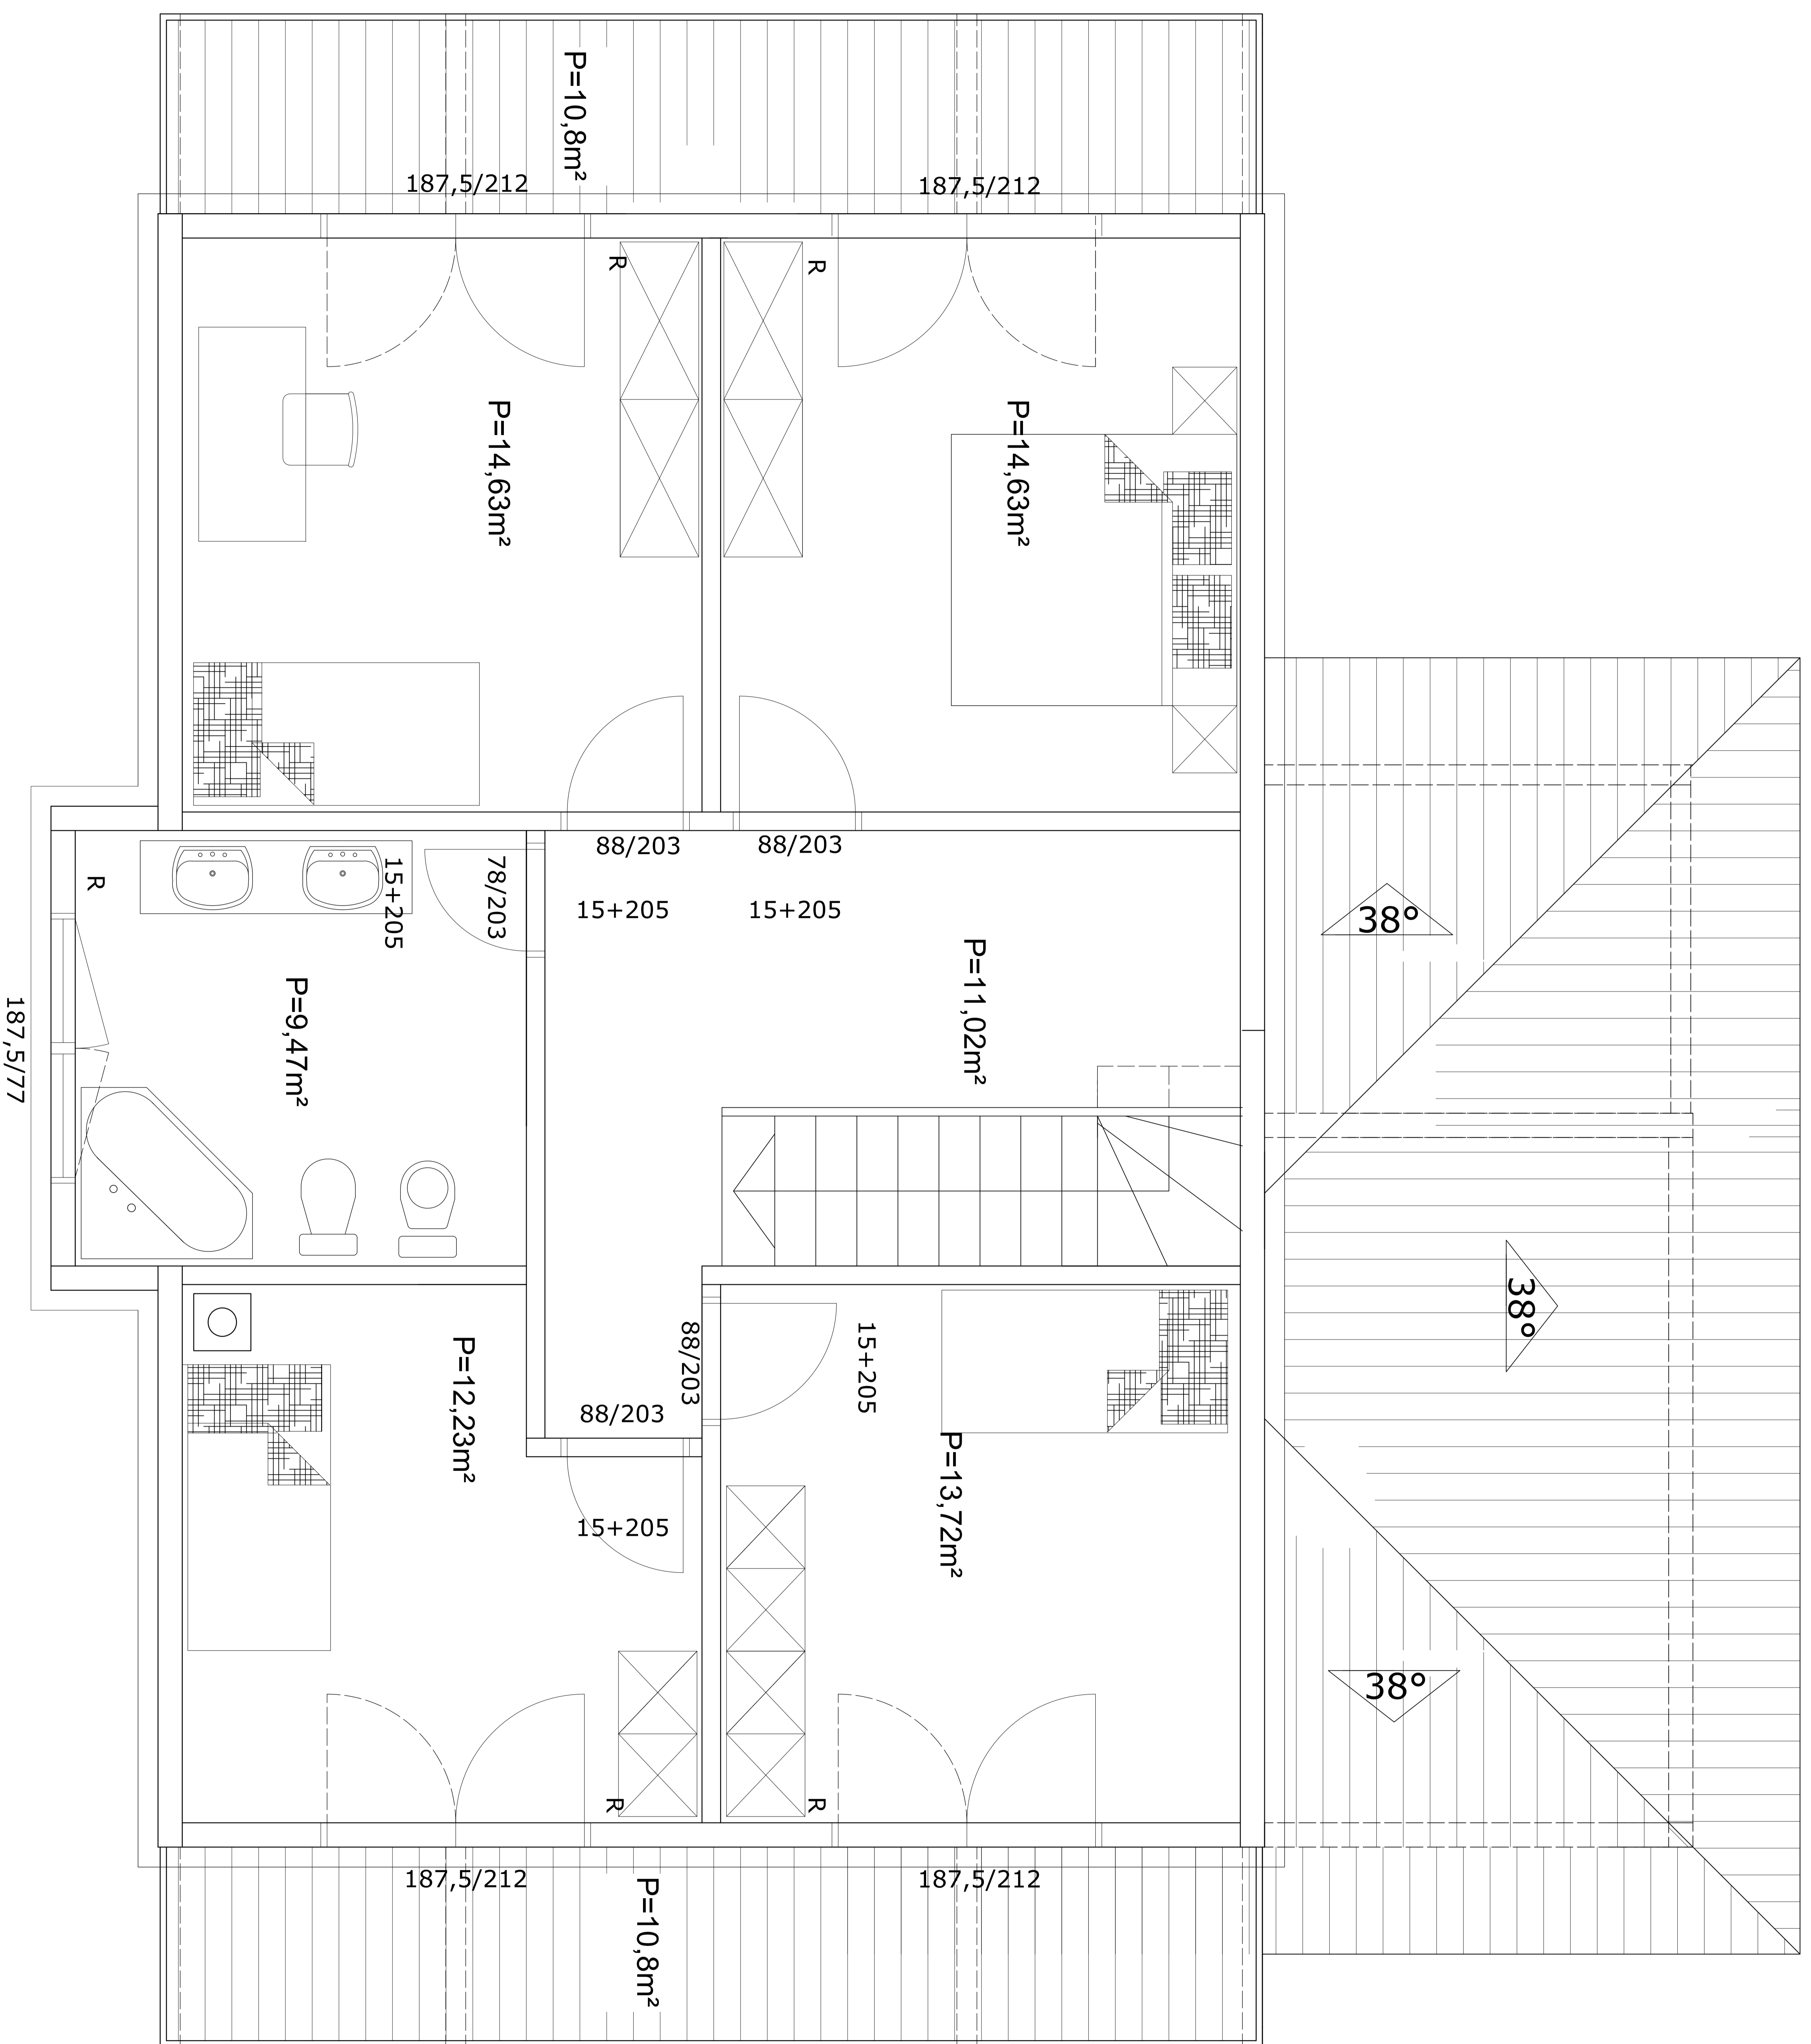 P=10,8m²
187,5/212
187,5/212
R
R
P=14,63m²
P=14,63m²
88/203
88/203
15+205
78/203
R
15+205
15+205
38°
P=11,02m²
P=9,47m²
187,5/77
38°
88/203
15+205
P=12,23m²
88/203
P=13,72m²
15+205
38°
R
R
187,5/212
187,5/212
P=10,8m²